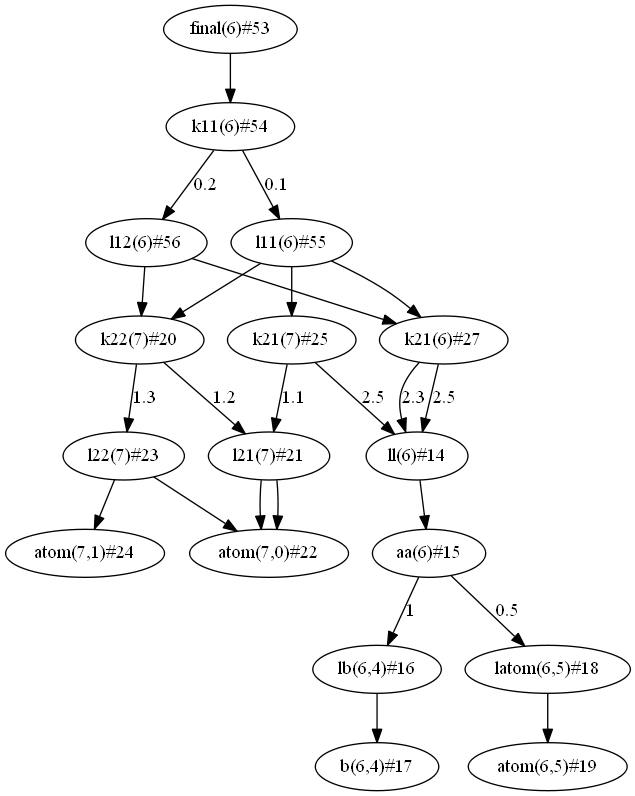 final(6)#53
k11(6)#54
0.2
0.1
l12(6)#56
l11(6)#55
k22(7)#20
k21(7)#25
k21(6)#27
1.3
1.2
1.1
2.5
2.3
2.5
l22(7)#23
l21(7)#21
ll(6)#14
atom(7,1)#24
atom(7,0)#22
aa(6)#15
1
0.5
lb(6,4)#16
latom(6,5)#18
b(6,4)#17
atom(6,5)#19